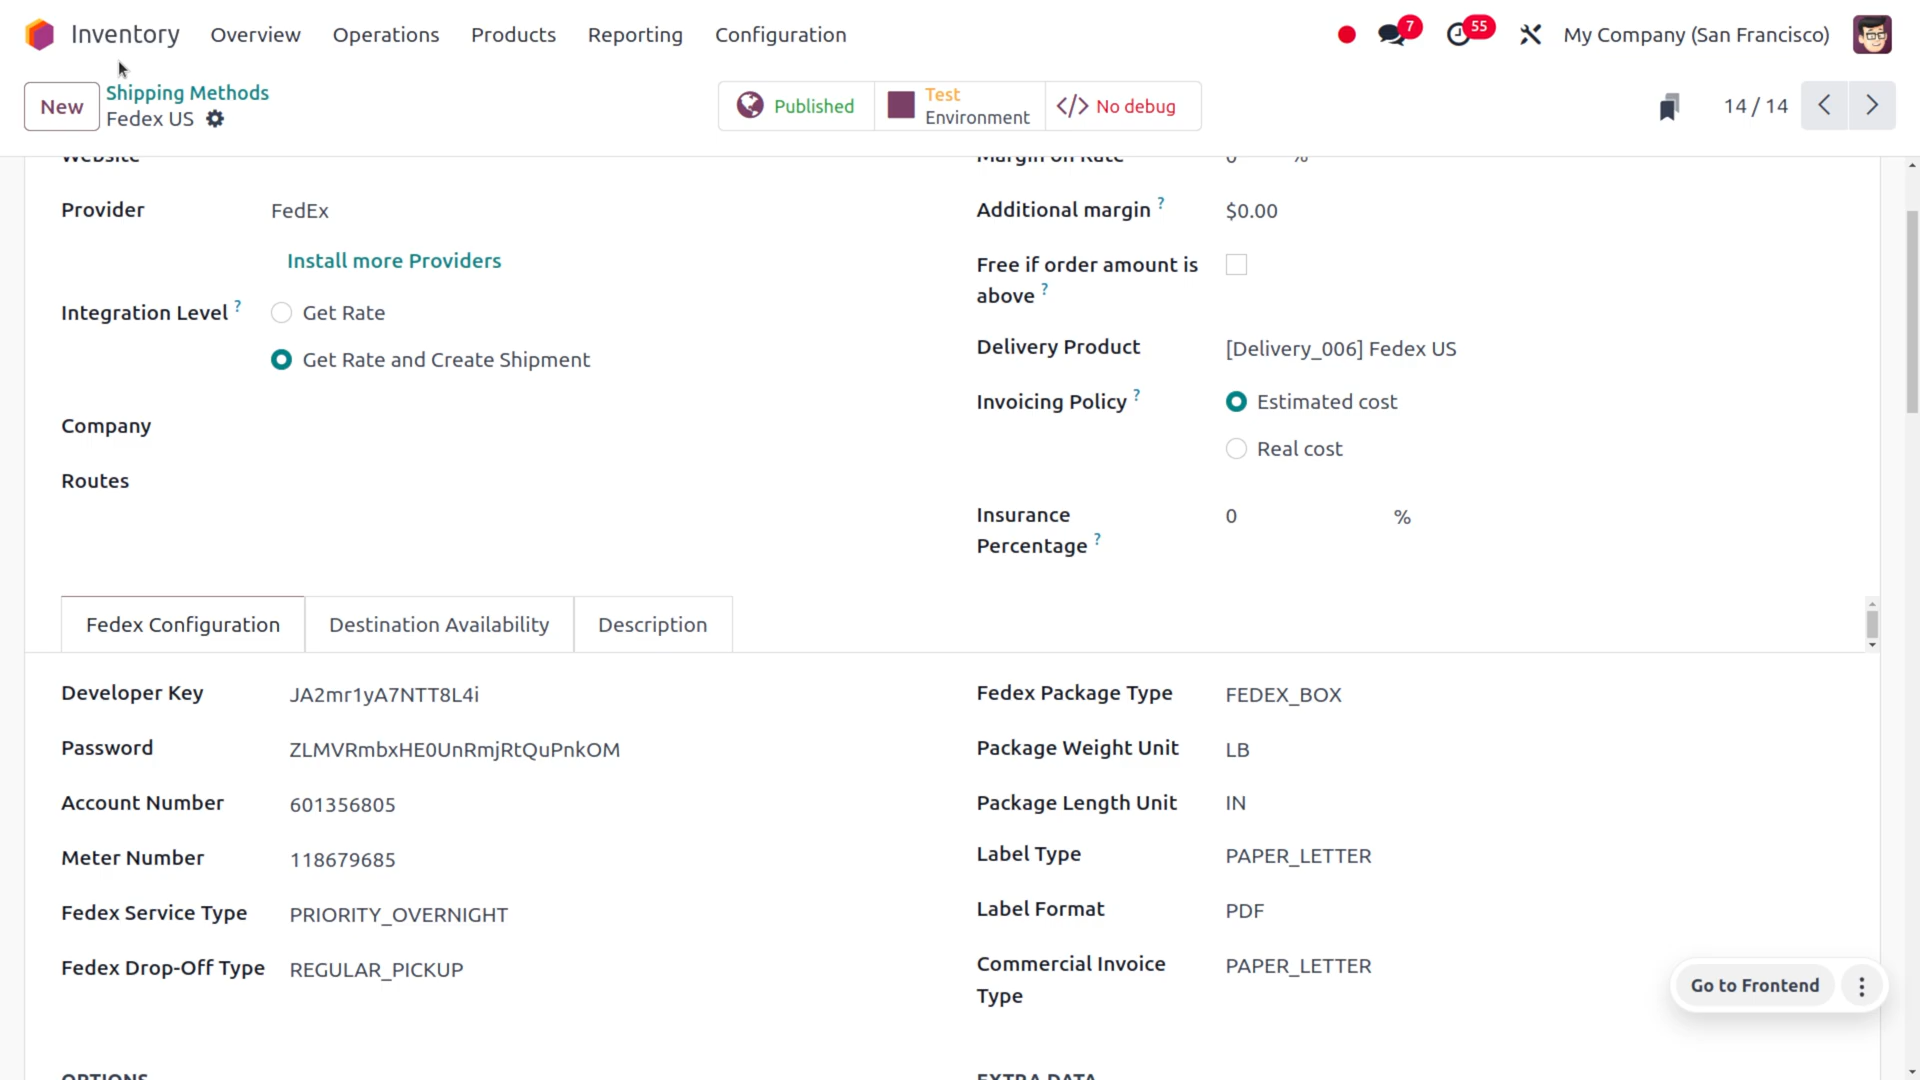 Inventory Overview Operations Products Reporting Configuration 7 55 My Company (San Francisco)
New Shipping Methods
Fedex US
Published Test Environment </> No debug 14 / 14
Website Margin on Rate 0 %
Provider FedEx Additional margin ? $0.00
Install more Providers
Free if order amount is above ?
Integration Level ? Get Rate
Get Rate and Create Shipment
Delivery Product [Delivery_006] Fedex US
Invoicing Policy ? Estimated cost
Real cost
Company
Routes
Insurance Percentage ? 0 %
Fedex Configuration Destination Availability Description
Developer Key JA2mr1yA7NTT8L4i Fedex Package Type FEDEX_BOX
Password ZLMVRmbxHE0UnRmjRtQuPnkOM Package Weight Unit LB
Account Number 601356805 Package Length Unit IN
Meter Number 118679685 Label Type PAPER_LETTER
Fedex Service Type PRIORITY_OVERNIGHT Label Format PDF
Fedex Drop-Off Type REGULAR_PICKUP Commercial Invoice Type PAPER_LETTER
Go to Frontend
OPTIONS EXTRA DATA